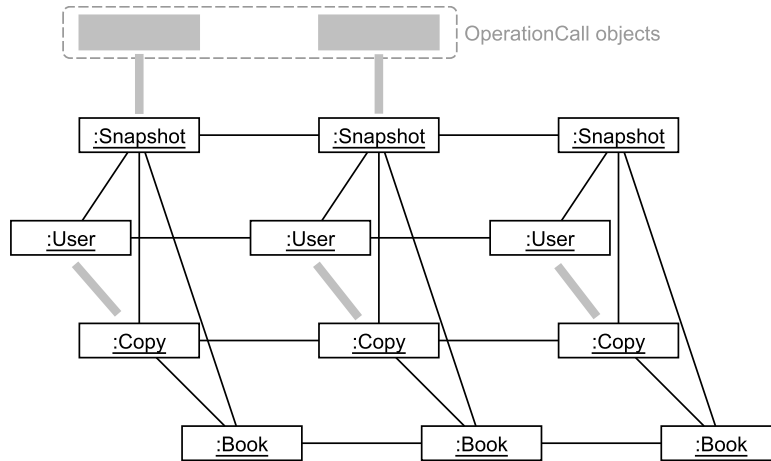 OperationCall objects
:Snapshot :Snapshot :Snapshot
:User :User :User
:Copy :Copy :Copy
:Book :Book :Book